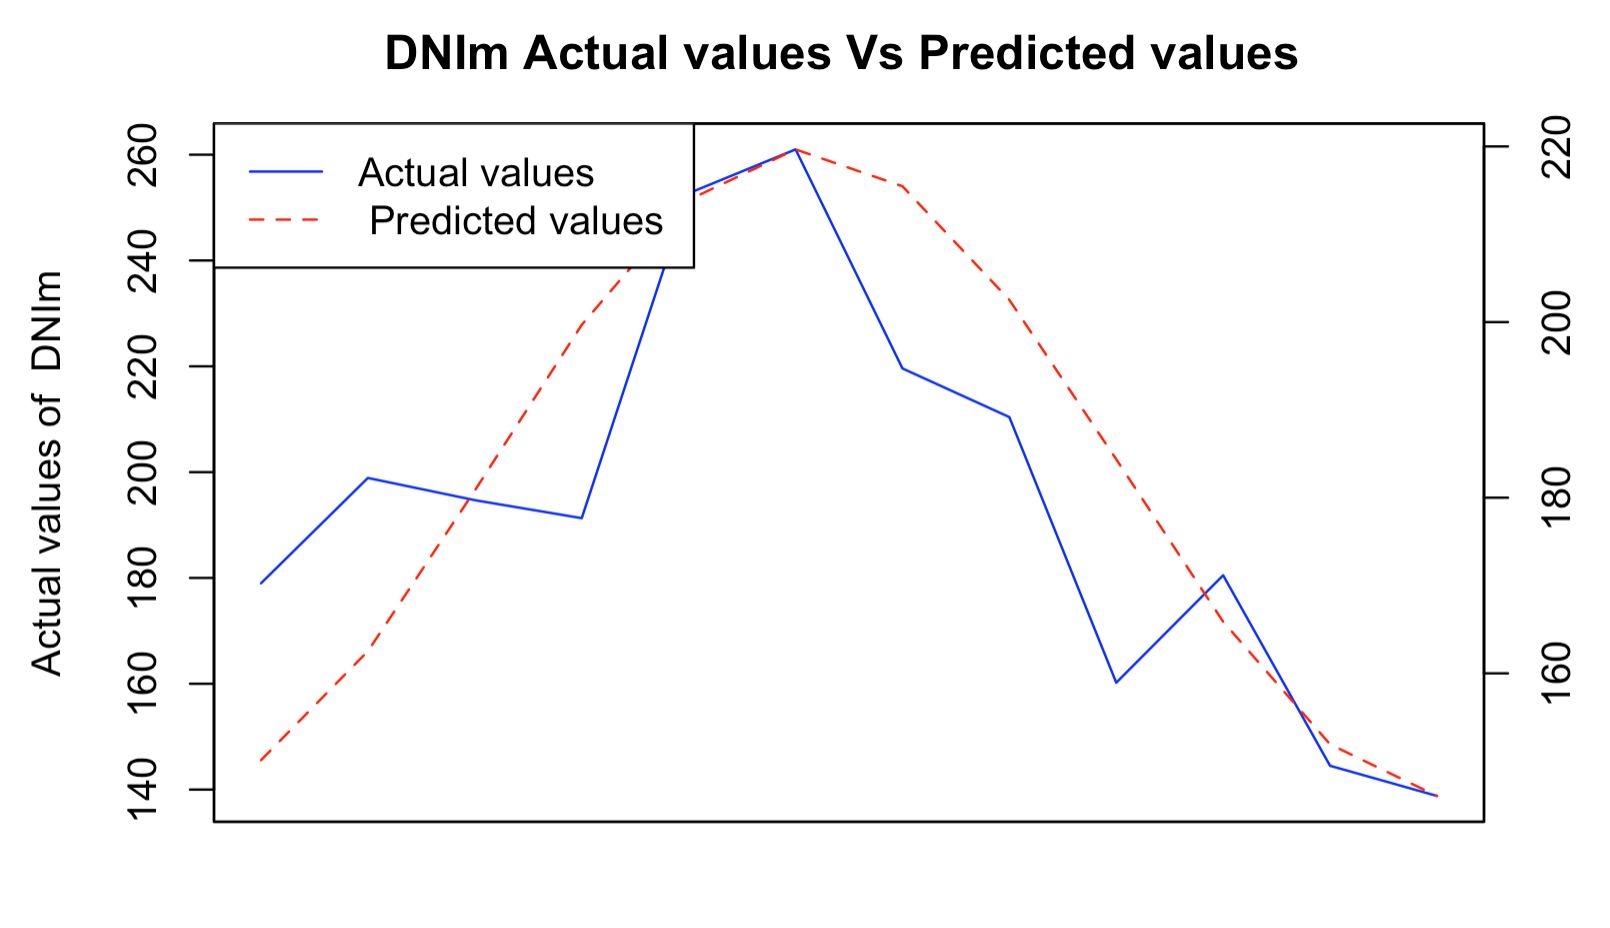 DNIm Actual values Vs Predicted values
Actual values
Predicted values
Actual values of DNIm
260
240
220
200
180
160
140
220
200
180
160